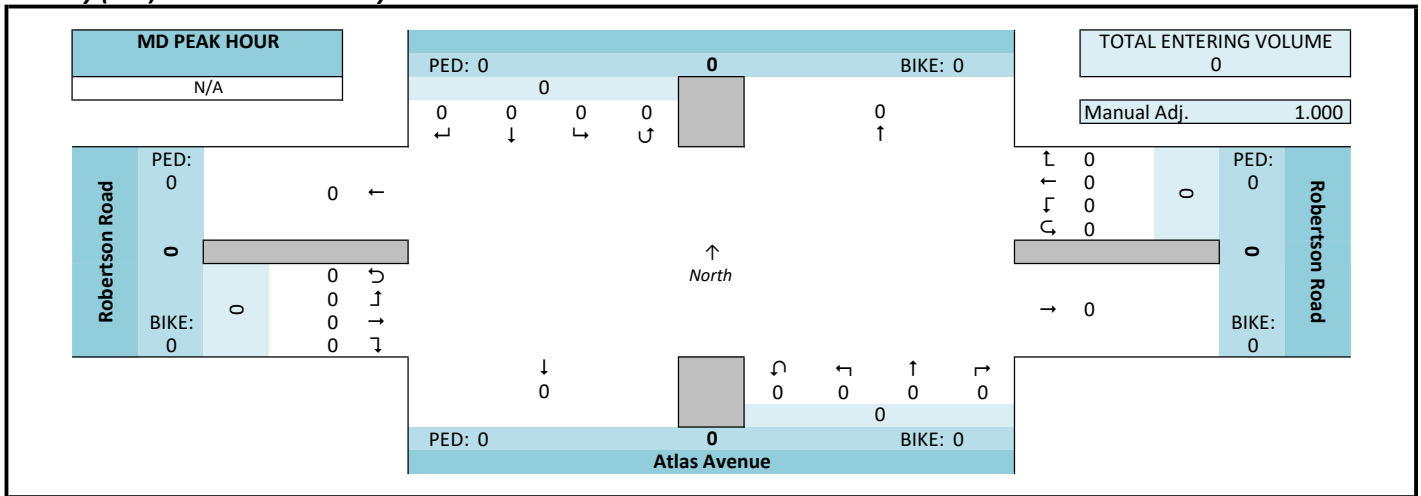 MD PEAK HOUR
N/A
TOTAL ENTERING VOLUME
0
Manual Adj. 1.000
PED: 0 0 BIKE: 0
0
0 0 0 0 0
↵ ↓ ↳ ↺ ↑
Robertson Road
PED:
0
0
BIKE:
0
0
0 ←
0 ⮌
0 ⮥
0 →
0 ⮧
↑
North
↑ 0
← 0
↓ 0
⮎ 0
0
→ 0
PED:
0
0
BIKE:
0
Robertson Road
↓
0
⮏ ↰ ↑ ↱
0 0 0 0
0
PED: 0 0 BIKE: 0
Atlas Avenue